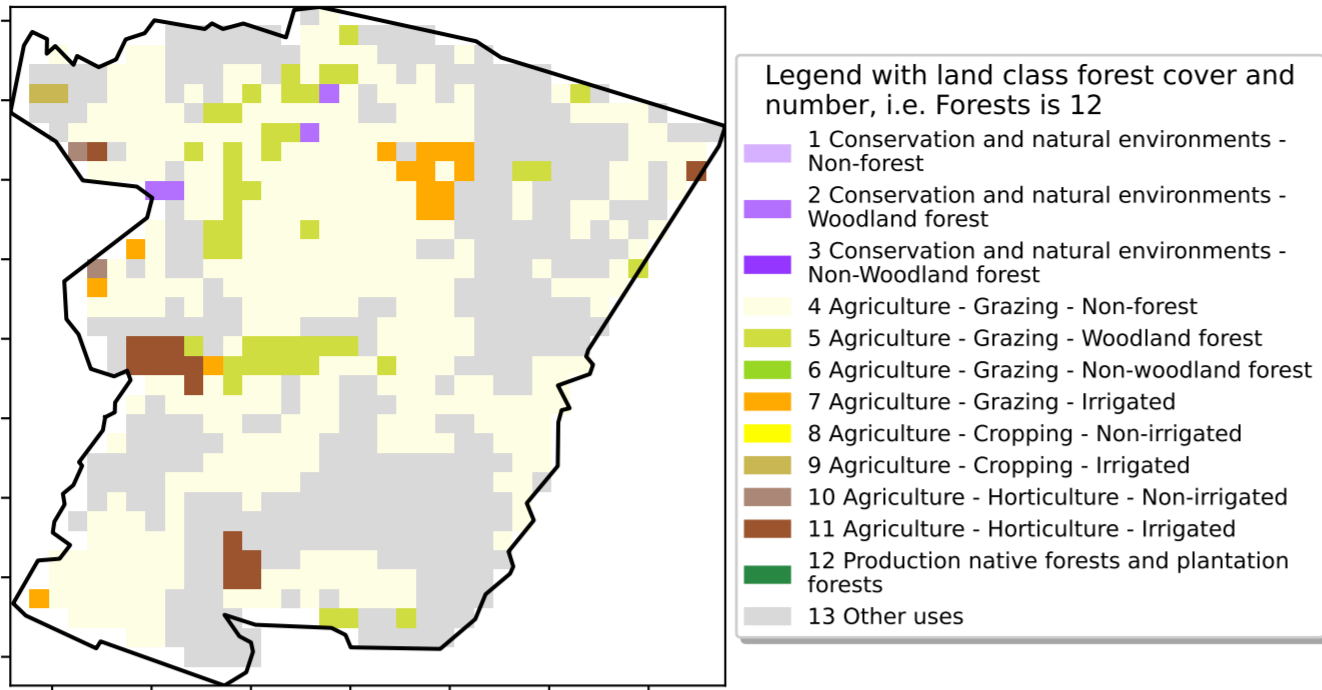 Legend with land class forest cover and
number, i.e. Forests is 12
1 Conservation and natural environments -
Non-forest
2 Conservation and natural environments -
Woodland forest
3 Conservation and natural environments -
Non-Woodland forest
4 Agriculture - Grazing - Non-forest
5 Agriculture - Grazing - Woodland forest
6 Agriculture - Grazing - Non-woodland forest
7 Agriculture - Grazing - Irrigated
8 Agriculture - Cropping - Non-irrigated
9 Agriculture - Cropping - Irrigated
10 Agriculture - Horticulture - Non-irrigated
11 Agriculture - Horticulture - Irrigated
12 Production native forests and plantation
forests
13 Other uses